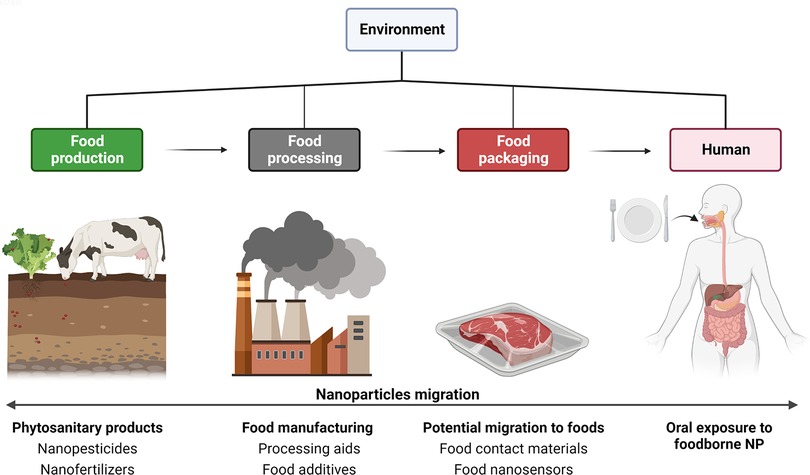 Environment
Food
production
Food
processing
Food
packaging
Human
Nanoparticles migration
Phytosanitary products
Nanopesticides
Nanofertilizers
Food manufacturing
Processing aids
Food additives
Potential migration to foods
Food contact materials
Food nanosensors
Oral exposure to
foodborne NP